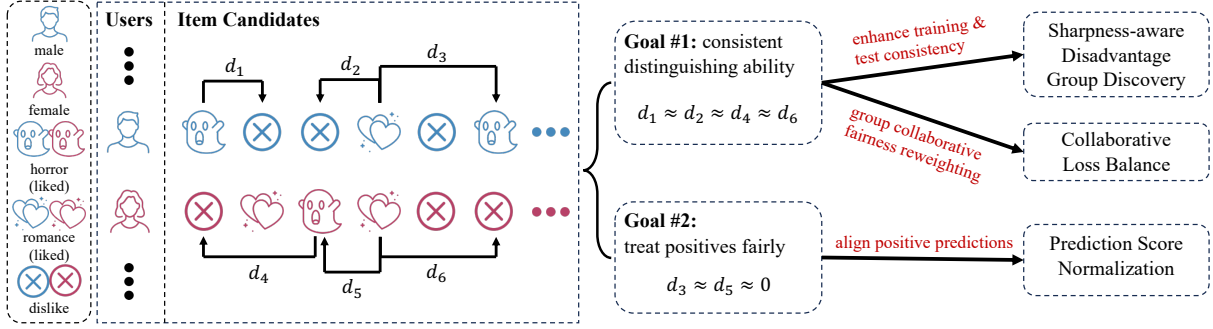 male
female
horror
(liked)
romance
(liked)
dislike
Users
Item Candidates
d₁
d₂
d₃
d₄
d₅
d₆
Goal #1: consistent
distinguishing ability
d₁ ≈ d₂ ≈ d₄ ≈ d₆
Goal #2:
treat positives fairly
d₃ ≈ d₅ ≈ 0
enhance training &
test consistency
group collaborative
fairness reweighting
align positive predictions
Sharpness-aware
Disadvantage
Group Discovery
Collaborative
Loss Balance
Prediction Score
Normalization